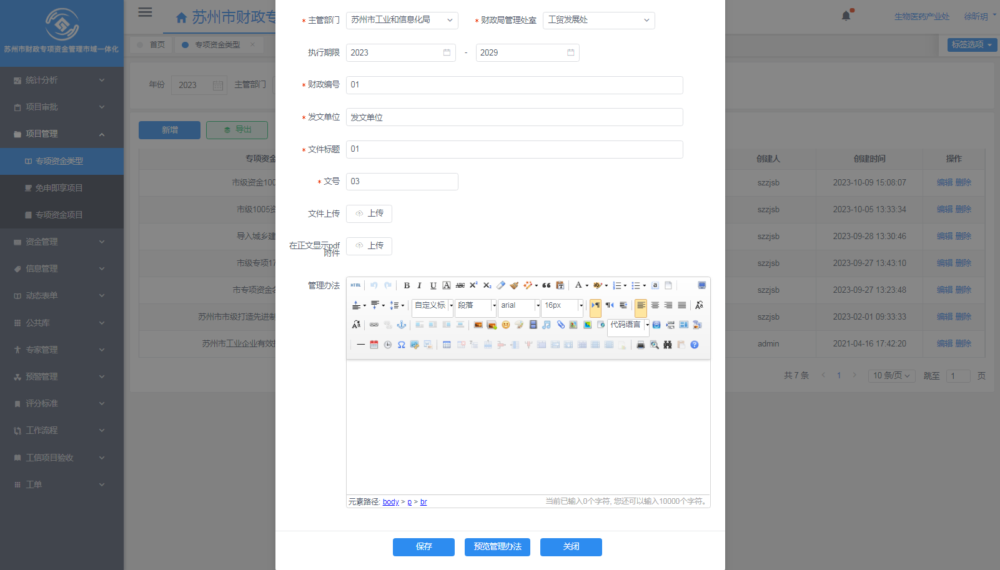 苏州市财政专项资金管理市域一体化
统计分析
项目审批
项目管理
专项资金类型
免申即享项目
专项资金项目
资金管理
信息管理
动态表单
公共库
专家管理
预警管理
评分标准
工作流程
工信项目验收
工单
苏州市财政专
生物医药产业处 徐昕玥
首页 专项资金类型 ×
标签选项
年份 2023 主管部门
新增 导出
专项资金 创建人 创建时间 操作
市级资金100 szzjsb 2023-10-09 15:08:07 编辑 删除
市级1005资 szzjsb 2023-10-05 13:33:34 编辑 删除
导入城乡建 szzjsb 2023-09-28 13:30:46 编辑 删除
市级专项17 szzjsb 2023-09-27 13:43:10 编辑 删除
市专项资金 szzjsb 2023-09-27 13:23:48 编辑 删除
苏州市市级打造先进制 szzjsb 2023-02-01 09:33:33 编辑 删除
苏州市工业企业有效 admin 2021-04-16 17:42:20 编辑 删除
共 7 条 1 10 条/页 跳至 1 页
* 主管部门 苏州市工业和信息化局 * 财政局管理处室 工贸发展处
执行期限 2023 - 2029
* 财政编号 01
* 发文单位 发文单位
* 文件标题 01
* 文号 03
文件上传 上传
在正文显示pdf
附件 上传
管理办法
HTML B I U A ABC X² X₂
自定义标 段落 arial 16px
代码语言
元素路径: body > p > br 当前已输入0个字符, 您还可以输入10000个字符。
保存 预览管理办法 关闭